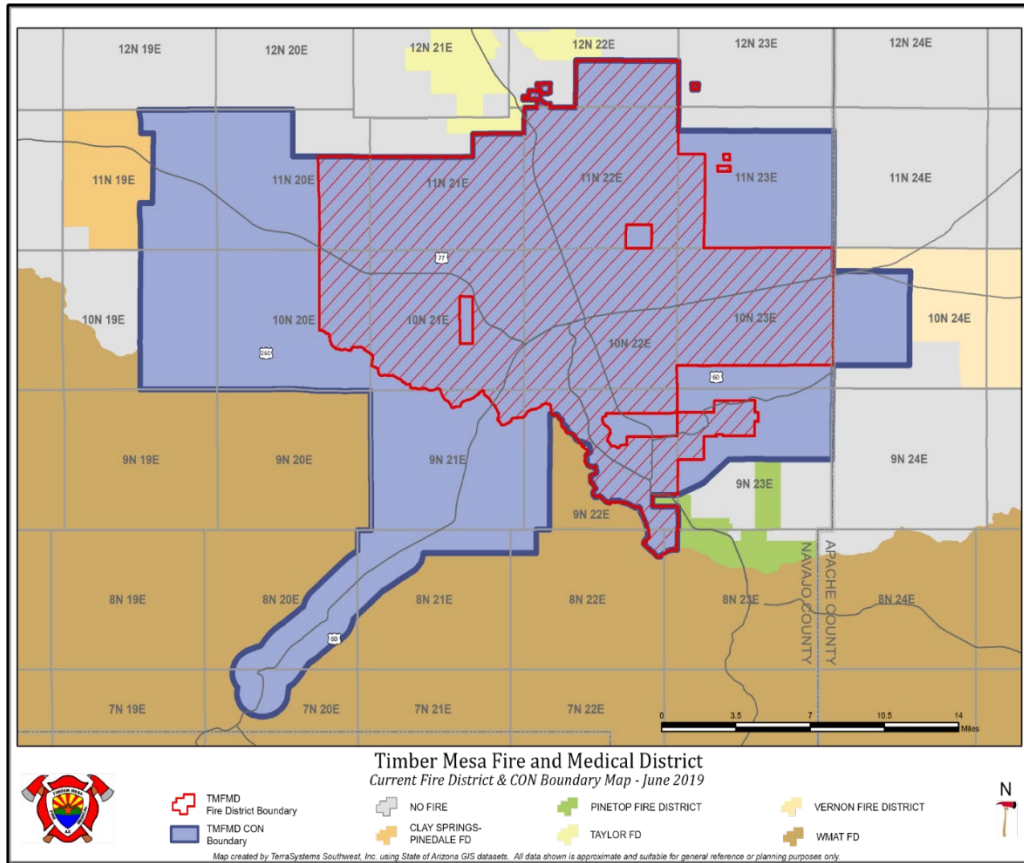 12N 19E
12N 20E
12N 21E
12N 22E
12N 23E
12N 24E
11N 19E
11N 20E
11N 21E
11N 22E
11N 23E
11N 24E
77
10N 19E
10N 20E
10N 21E
10N 22E
10N 23E
10N 24E
260
60
9N 19E
9N 20E
9N 21E
9N 22E
9N 23E
9N 24E
NAVAJO COUNTY
APACHE COUNTY
8N 19E
8N 20E
8N 21E
8N 22E
8N 23E
8N 24E
60
7N 19E
7N 20E
7N 21E
7N 22E
0 3.5 7 10.5 14
Miles
Timber Mesa Fire and Medical District
Current Fire District & CON Boundary Map - June 2019
TIMBER MESA
AZ
TMFMD
Fire District Boundary
TMFMD CON
Boundary
NO FIRE
CLAY SPRINGS-
PINEDALE FD
PINETOP FIRE DISTRICT
TAYLOR FD
VERNON FIRE DISTRICT
WMAT FD
N
Map created by TerraSystems Southwest, Inc. using State of Arizona GIS datasets. All data shown is approximate and suitable for general reference or planning purposes only.